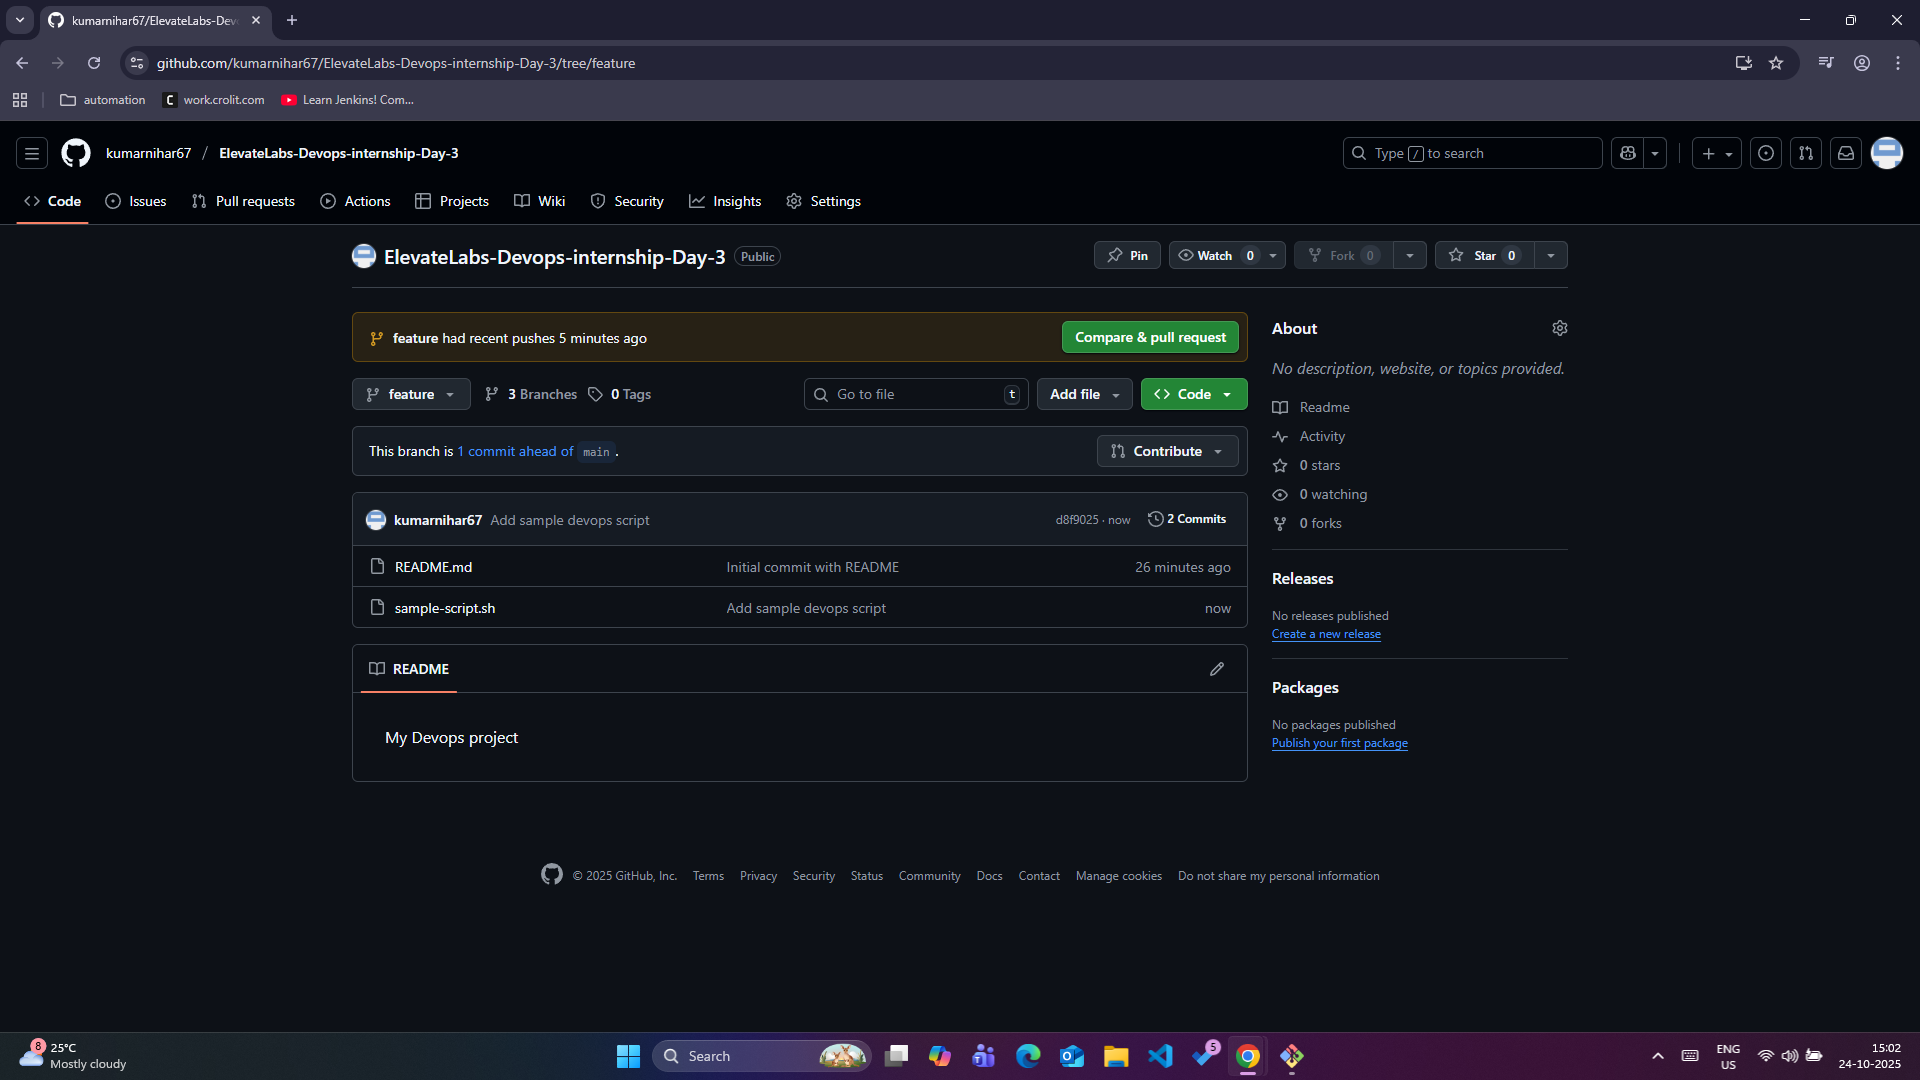 kumarnihar67/ElevateLabs-Dev
github.com/kumarnihar67/ElevateLabs-Devops-internship-Day-3/tree/feature
automation work.crolit.com Learn Jenkins! Com...
kumarnihar67 / ElevateLabs-Devops-internship-Day-3 Type / to search
Code Issues Pull requests Actions Projects Wiki Security Insights Settings
ElevateLabs-Devops-internship-Day-3 Public Pin Watch 0 Fork 0 Star 0
feature had recent pushes 5 minutes ago Compare & pull request
feature 3 Branches 0 Tags Go to file t Add file Code
This branch is 1 commit ahead of main . Contribute
kumarnihar67 Add sample devops script d8f9025 · now 2 Commits
README.md Initial commit with README 26 minutes ago
sample-script.sh Add sample devops script now
README
My Devops project
About
No description, website, or topics provided.
Readme
Activity
0 stars
0 watching
0 forks
Releases
No releases published
Create a new release
Packages
No packages published
Publish your first package
© 2025 GitHub, Inc. Terms Privacy Security Status Community Docs Contact Manage cookies Do not share my personal information
8 25°C
Mostly cloudy
Search
5
ENG
US
15:02
24-10-2025